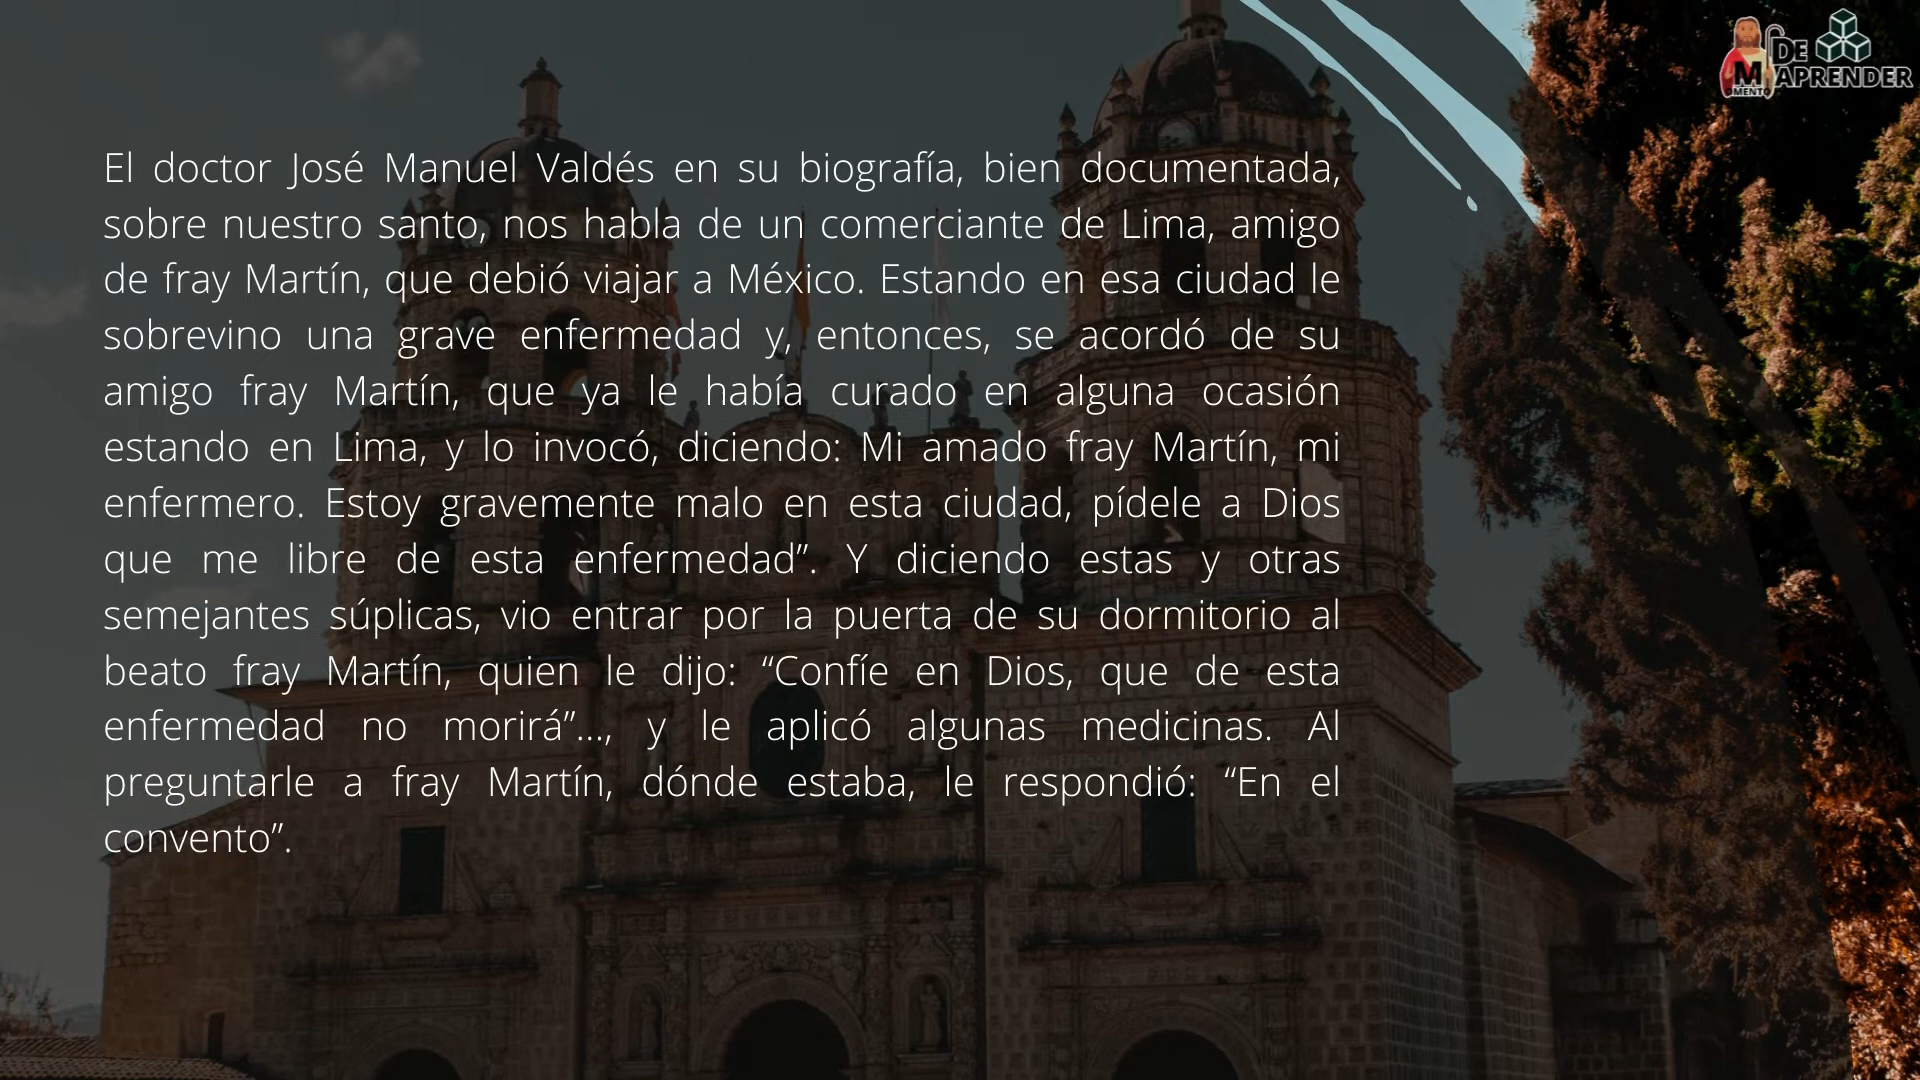 DE
M APRENDER
MENT
El doctor José Manuel Valdés en su biografía, bien documentada,
sobre nuestro santo, nos habla de un comerciante de Lima, amigo
de fray Martín, que debió viajar a México. Estando en esa ciudad le
sobrevino una grave enfermedad y, entonces, se acordó de su
amigo fray Martín, que ya le había curado en alguna ocasión
estando en Lima, y lo invocó, diciendo: Mi amado fray Martín, mi
enfermero. Estoy gravemente malo en esta ciudad, pídele a Dios
que me libre de esta enfermedad”. Y diciendo estas y otras
semejantes súplicas, vio entrar por la puerta de su dormitorio al
beato fray Martín, quien le dijo: “Confíe en Dios, que de esta
enfermedad no morirá”..., y le aplicó algunas medicinas. Al
preguntarle a fray Martín, dónde estaba, le respondió: “En el
convento”.